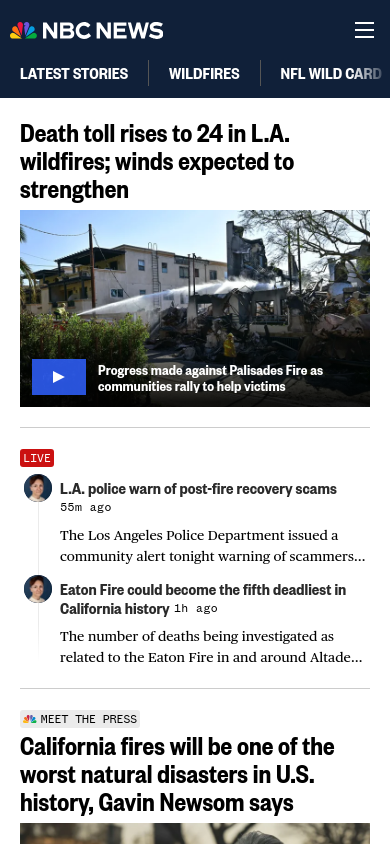 NBC NEWS
LATEST STORIES
WILDFIRES
NFL WILD CARD
Death toll rises to 24 in L.A.
wildfires; winds expected to
strengthen
Progress made against Palisades Fire as
communities rally to help victims
LIVE
L.A. police warn of post-fire recovery scams
55m ago
The Los Angeles Police Department issued a
community alert tonight warning of scammers...
Eaton Fire could become the fifth deadliest in
California history 1h ago
The number of deaths being investigated as
related to the Eaton Fire in and around Altade...
MEET THE PRESS
California fires will be one of the
worst natural disasters in U.S.
history, Gavin Newsom says